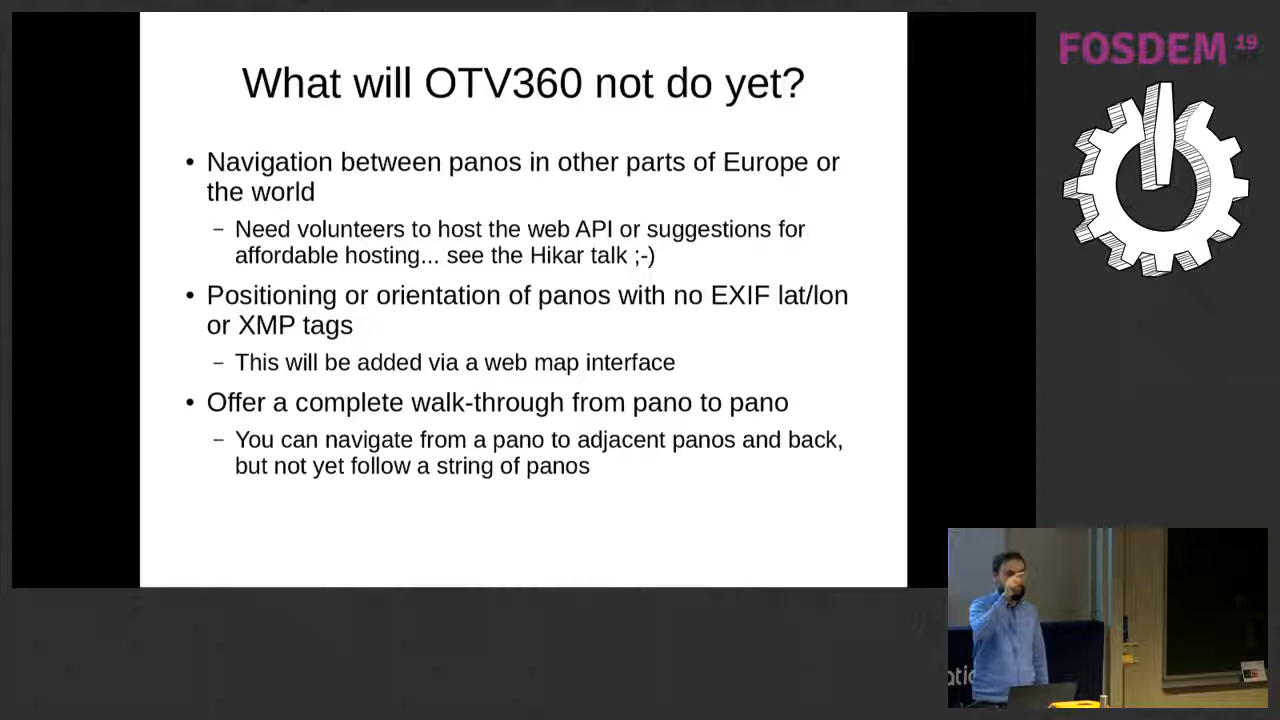 What will OTV360 not do yet?
• Navigation between panos in other parts of Europe or
the world
– Need volunteers to host the web API or suggestions for
affordable hosting... see the Hikar talk ;-)
• Positioning or orientation of panos with no EXIF lat/lon
or XMP tags
– This will be added via a web map interface
• Offer a complete walk-through from pano to pano
– You can navigate from a pano to adjacent panos and back,
but not yet follow a string of panos
FOSDEM 19